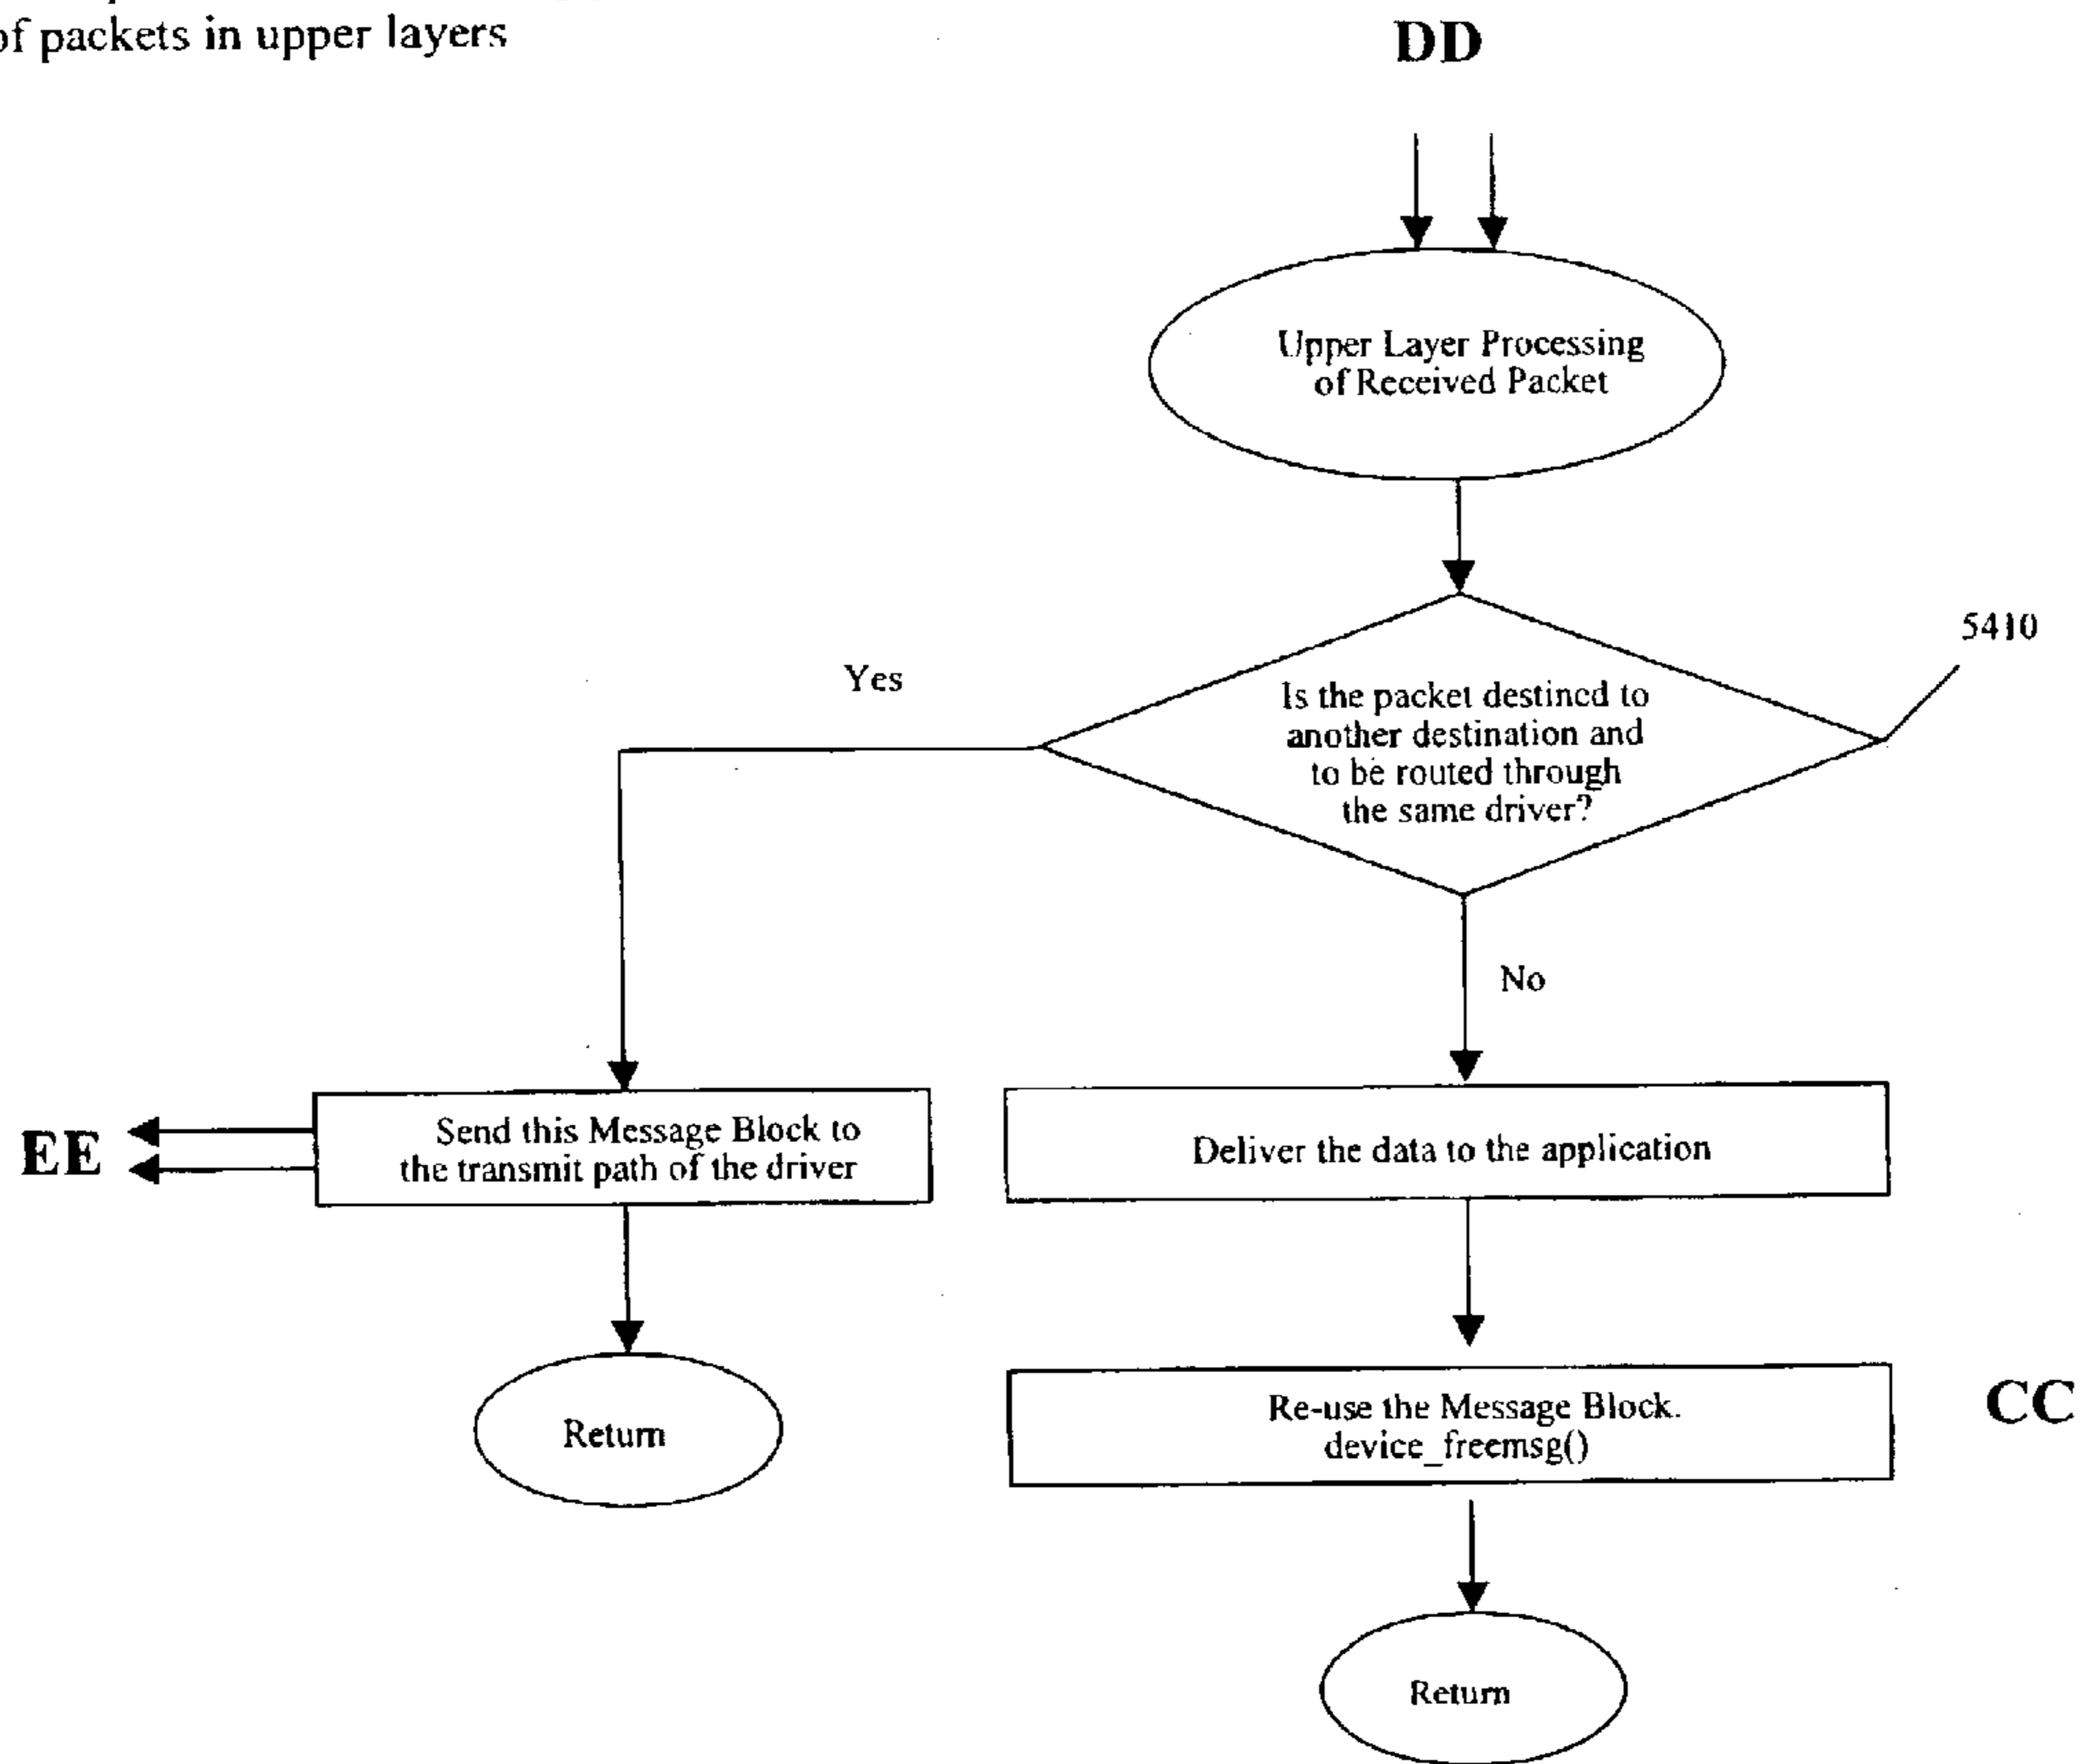 of packets in upper layers
DD
Upper Layer Processing
of Received Packet
5410
Yes
Is the packet destined to
another destination and
to be routed through
the same driver?
No
EE
Send this Message Block to
the transmit path of the driver
Deliver the data to the application
Return
Re-use the Message Block.
device_freemsg()
CC
Return